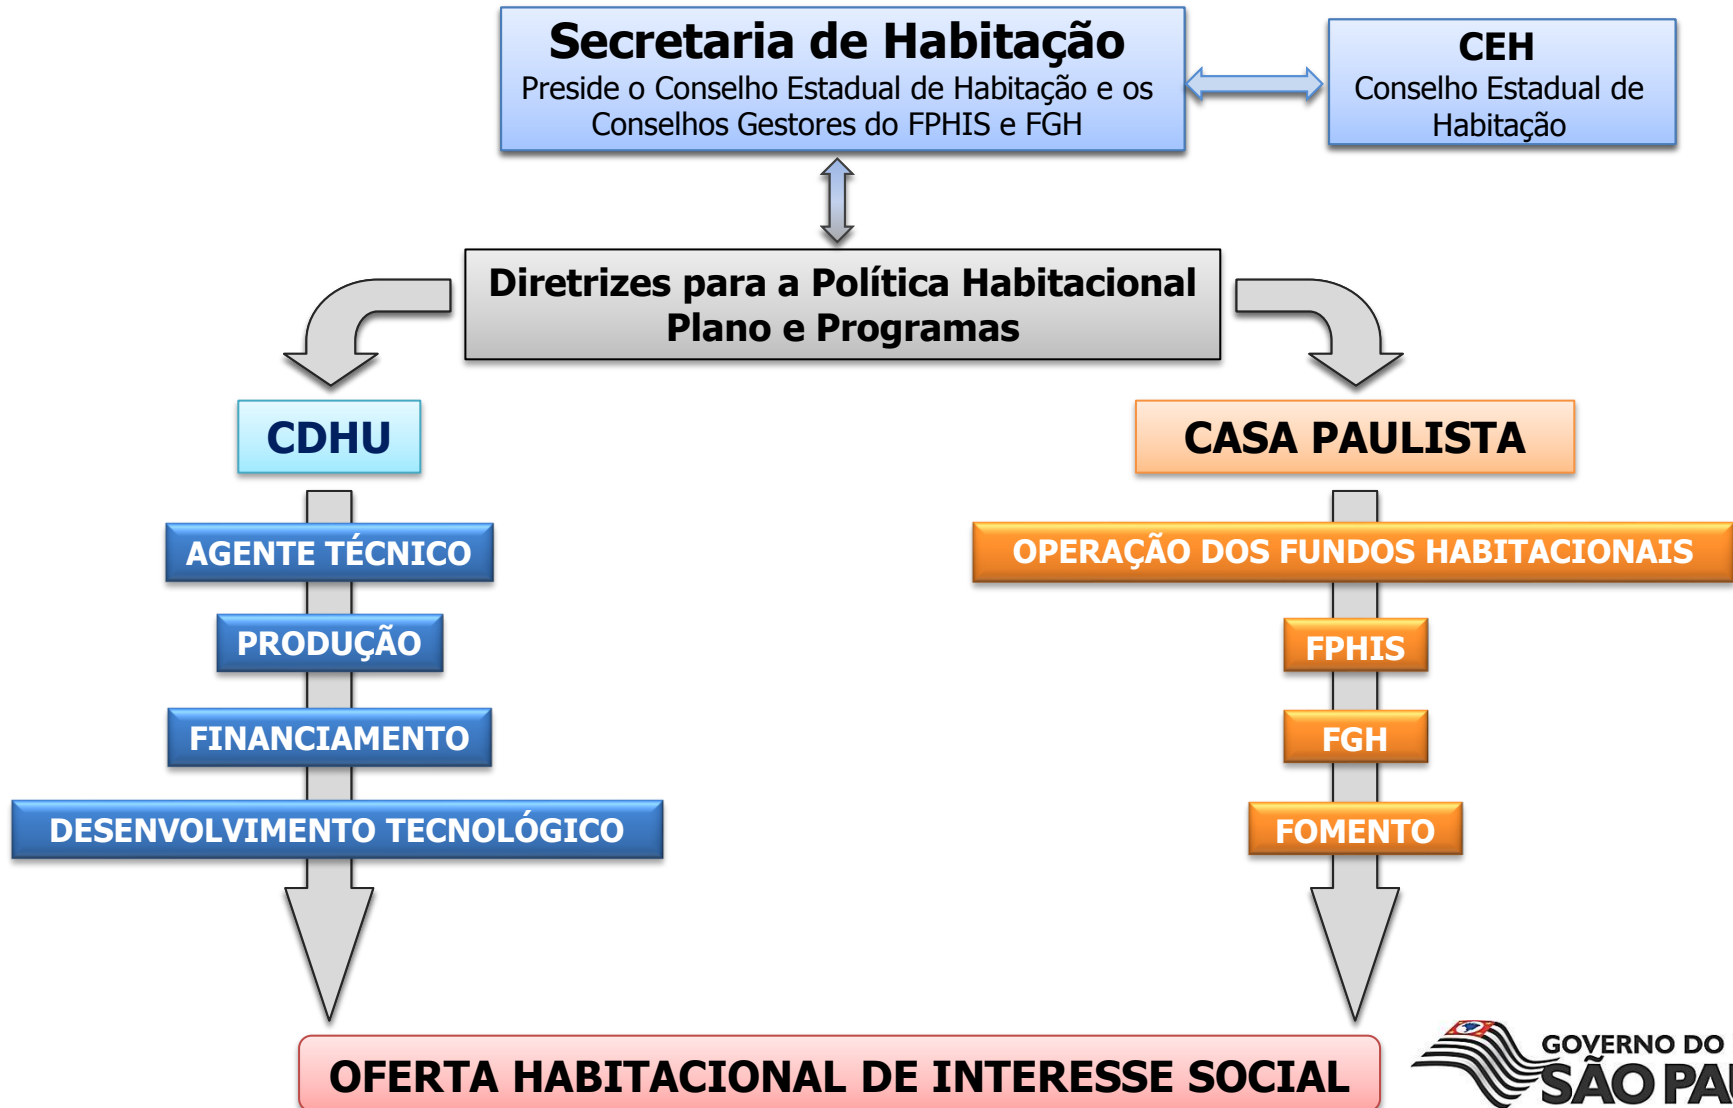 Secretaria de Habitação
Preside o Conselho Estadual de Habitação e os
Conselhos Gestores do FPHIS e FGH
CEH
Conselho Estadual de
Habitação
Diretrizes para a Política Habitacional
Plano e Programas
CDHU
AGENTE TÉCNICO
PRODUÇÃO
FINANCIAMENTO
DESENVOLVIMENTO TECNOLÓGICO
CASA PAULISTA
OPERAÇÃO DOS FUNDOS HABITACIONAIS
FPHIS
FGH
FOMENTO
OFERTA HABITACIONAL DE INTERESSE SOCIAL
GOVERNO DO
SÃO